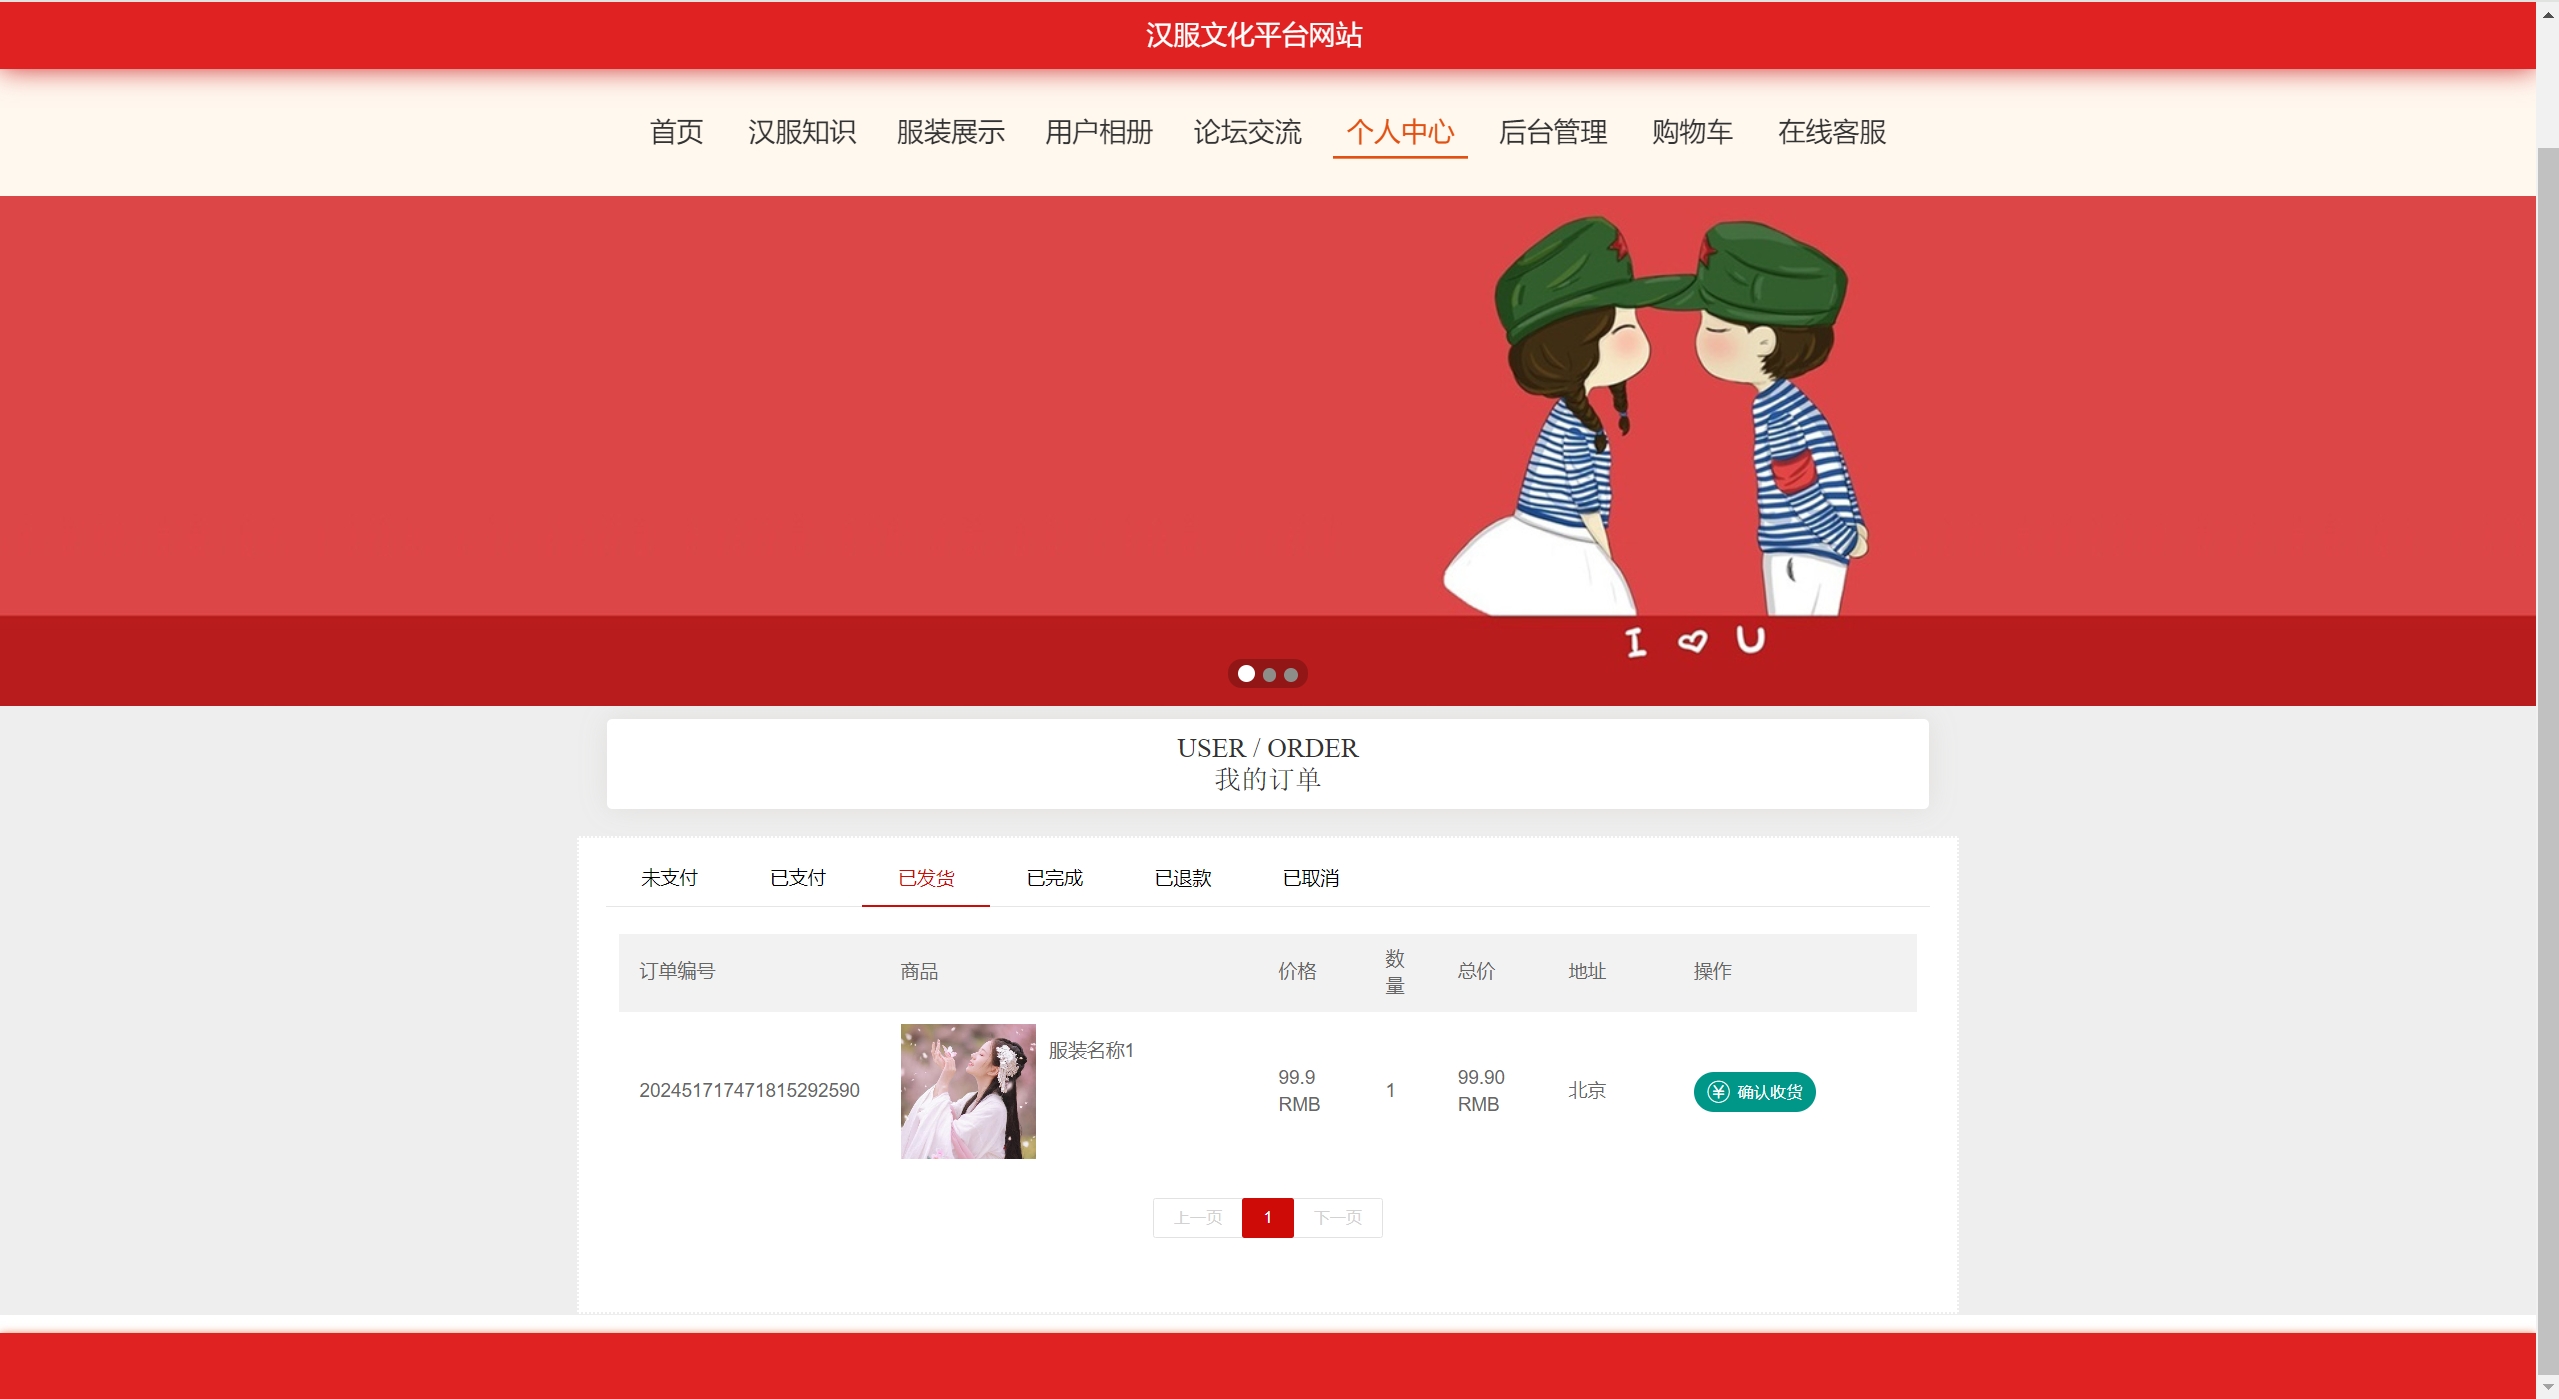 汉服文化平台网站
首页 汉服知识 服装展示 用户相册 论坛交流 个人中心 后台管理 购物车 在线客服
I ♡ U
USER / ORDER
我的订单
未支付 已支付 已发货 已完成 已退款 已取消
订单编号 商品 价格 数量 总价 地址 操作
202451717471815292590 服装名称1 99.9 RMB 1 99.90 RMB 北京 确认收货
上一页 1 下一页